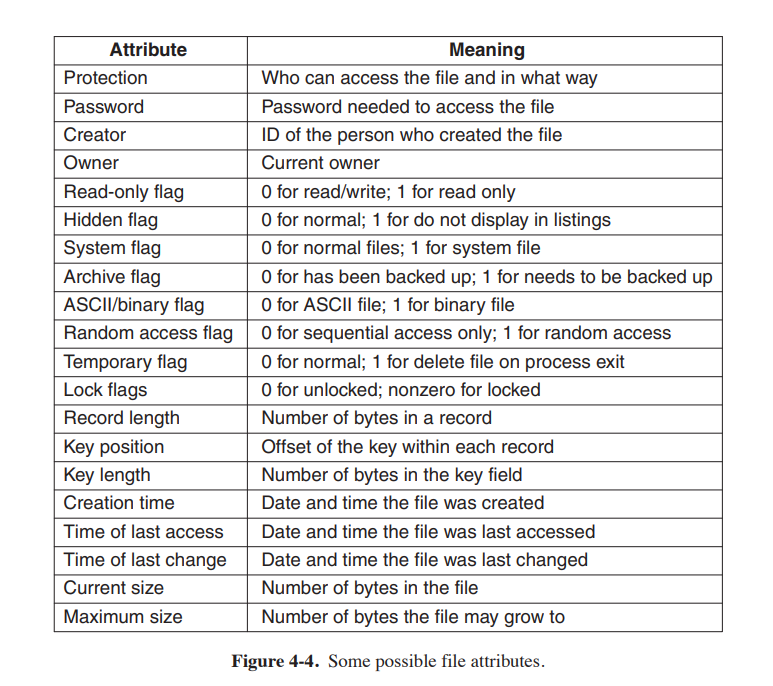 Attribute Meaning
Protection Who can access the file and in what way
Password Password needed to access the file
Creator ID of the person who created the file
Owner Current owner
Read-only flag 0 for read/write; 1 for read only
Hidden flag 0 for normal; 1 for do not display in listings
System flag 0 for normal files; 1 for system file
Archive flag 0 for has been backed up; 1 for needs to be backed up
ASCII/binary flag 0 for ASCII file; 1 for binary file
Random access flag 0 for sequential access only; 1 for random access
Temporary flag 0 for normal; 1 for delete file on process exit
Lock flags 0 for unlocked; nonzero for locked
Record length Number of bytes in a record
Key position Offset of the key within each record
Key length Number of bytes in the key field
Creation time Date and time the file was created
Time of last access Date and time the file was last accessed
Time of last change Date and time the file was last changed
Current size Number of bytes in the file
Maximum size Number of bytes the file may grow to
Figure 4-4. Some possible file attributes.